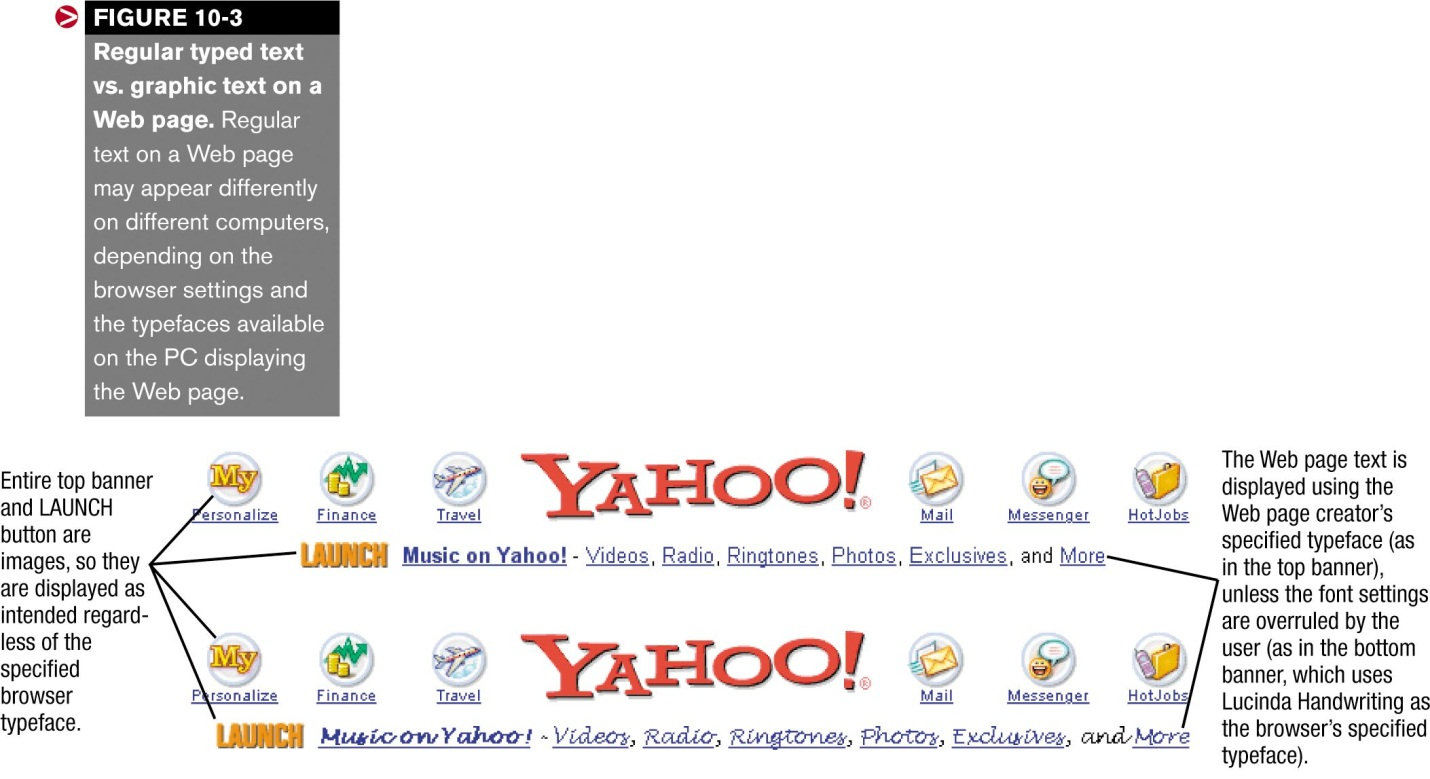 FIGURE 10-3
Regular typed text
vs. graphic text on a
Web page. Regular
text on a Web page
may appear differently
on different computers,
depending on the
browser settings and
the typefaces available
on the PC displaying
the Web page.
Entire top banner
and LAUNCH
button are
images, so they
are displayed as
intended regard-
less of the
specified
browser
typeface.
My
YAHOO!®
Personalize Finance Travel Mail Messenger HotJobs
LAUNCH Music on Yahoo! - Videos, Radio, Ringtones, Photos, Exclusives, and More
My
YAHOO!®
Personalize Finance Travel Mail Messenger HotJobs
LAUNCH Music on Yahoo! - Videos, Radio, Ringtones, Photos, Exclusives, and More
The Web page text is
displayed using the
Web page creator's
specified typeface (as
in the top banner),
unless the font settings
are overruled by the
user (as in the bottom
banner, which uses
Lucinda Handwriting as
the browser's specified
typeface).